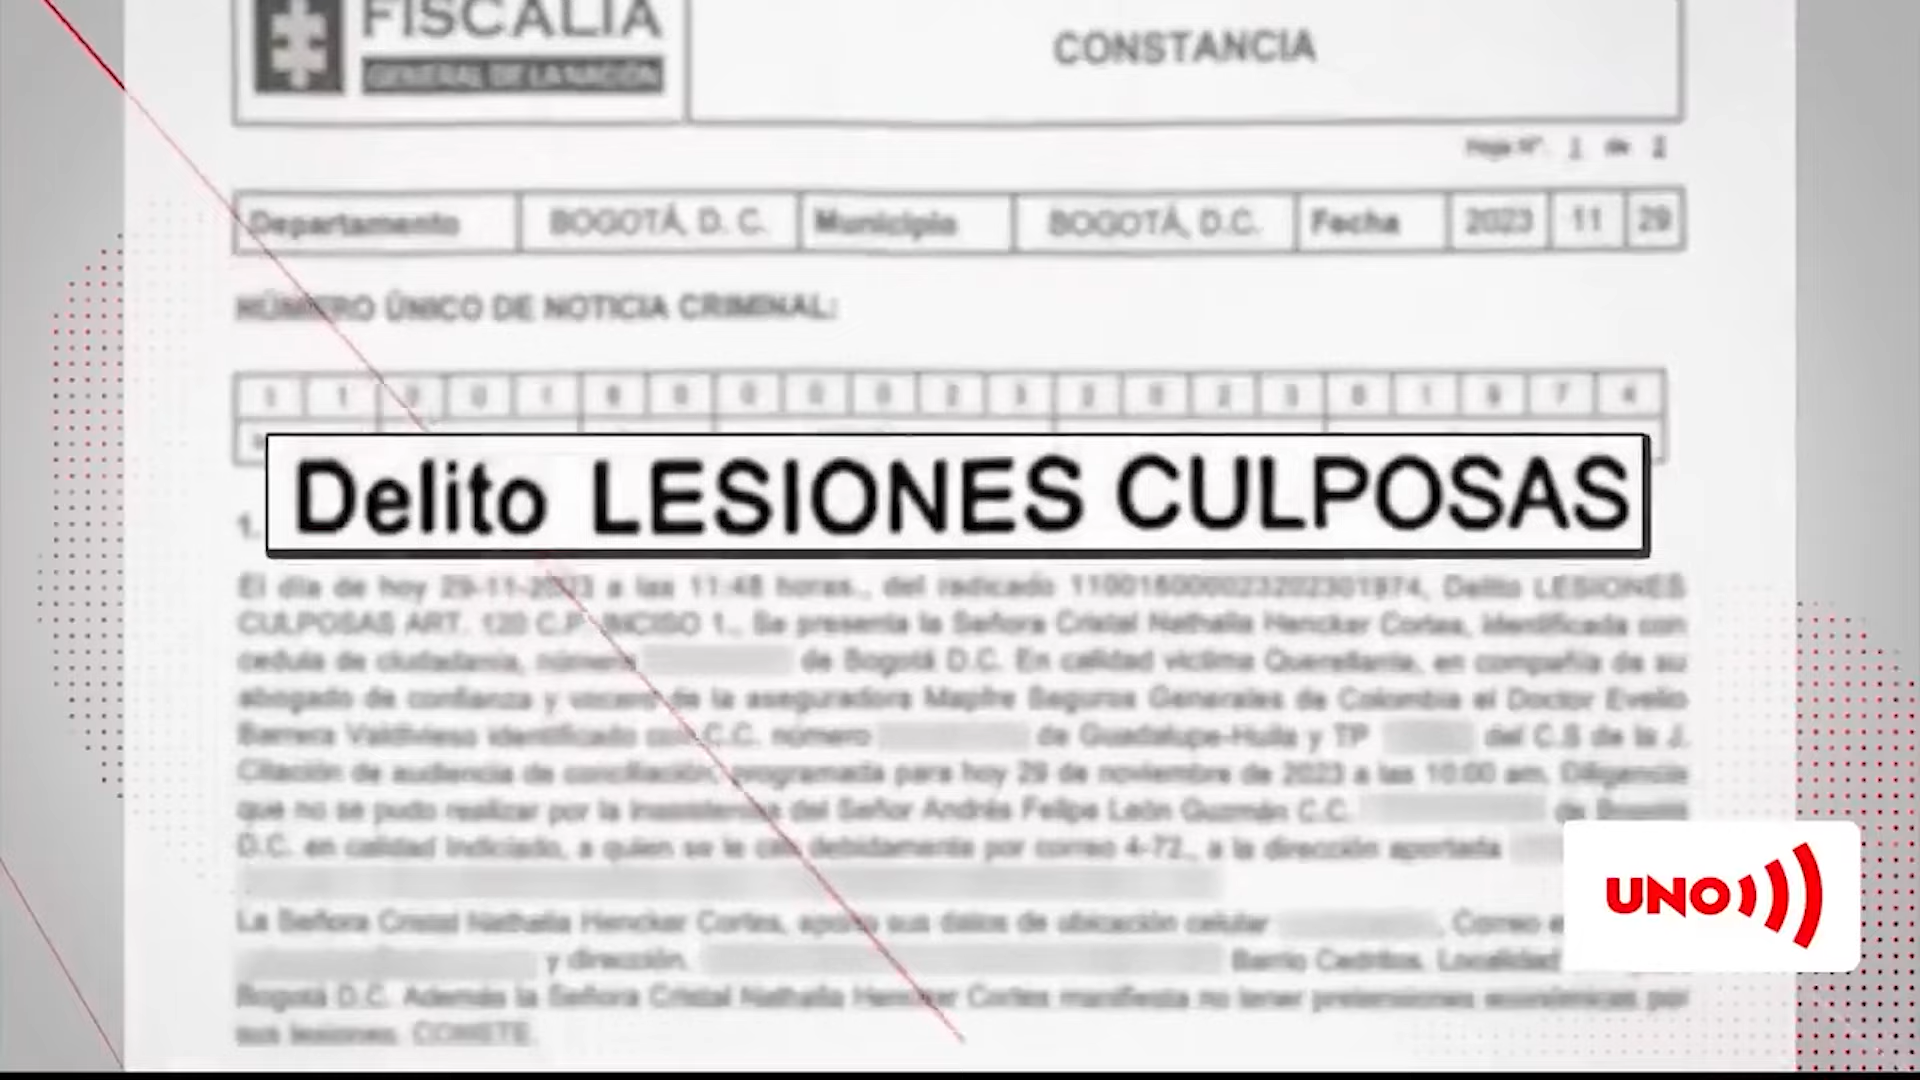 FISCALIA
GENERAL DE LA NACIÓN
CONSTANCIA
Hoja N°. 1 de 2
Departamento BOGOTÁ, D. C. Municipio BOGOTÁ, D.C. Fecha 2023 11 29
NÚMERO ÚNICO DE NOTICIA CRIMINAL:
1 1 0 0 1 6 0 0 0 0 2 3 2 0 2 3 0 1 9 7 4
Delito LESIONES CULPOSAS
1.
El día de hoy 29-11-2023 a las 11:48 horas., del radicado 110016000023202301974, Delito LESIONES
CULPOSAS ART. 120 C.P. INCISO 1., Se presenta la Señora Cristal Nathalia Hencker Cortes, identificada con
cedula de ciudadania, número de Bogotá D.C. En calidad victima Querellante, en compañía de su
abogado de confianza y vocero de la aseguradora Mapfre Seguros Generales de Colombia el Doctor Evelio
Barrera Valdivieso identificado con C.C. número de Guadalupe-Huila y TP del C.S de la J.
Citación de audiencia de conciliación, programada para hoy 29 de noviembre de 2023 a las 10:00 am. Diligencia
que no se pudo realizar por la inasistencia del Señor Andrés Felipe León Guzmán C.C. de Bogotá
D.C. en calidad Indiciado, a quien se le citó debidamente por correo 4-72., a la dirección aportada
La Señora Cristal Nathalia Hencker Cortes, aporto sus datos de ubicación celular , Correo
y dirección, Barrio Cedritos. Localidad
Bogotá D.C. Además la Señora Cristal Nathalia Hencker Cortes manifiesta no tener pretensiones económicas por
sus lesiones. CONSTE.
UNO